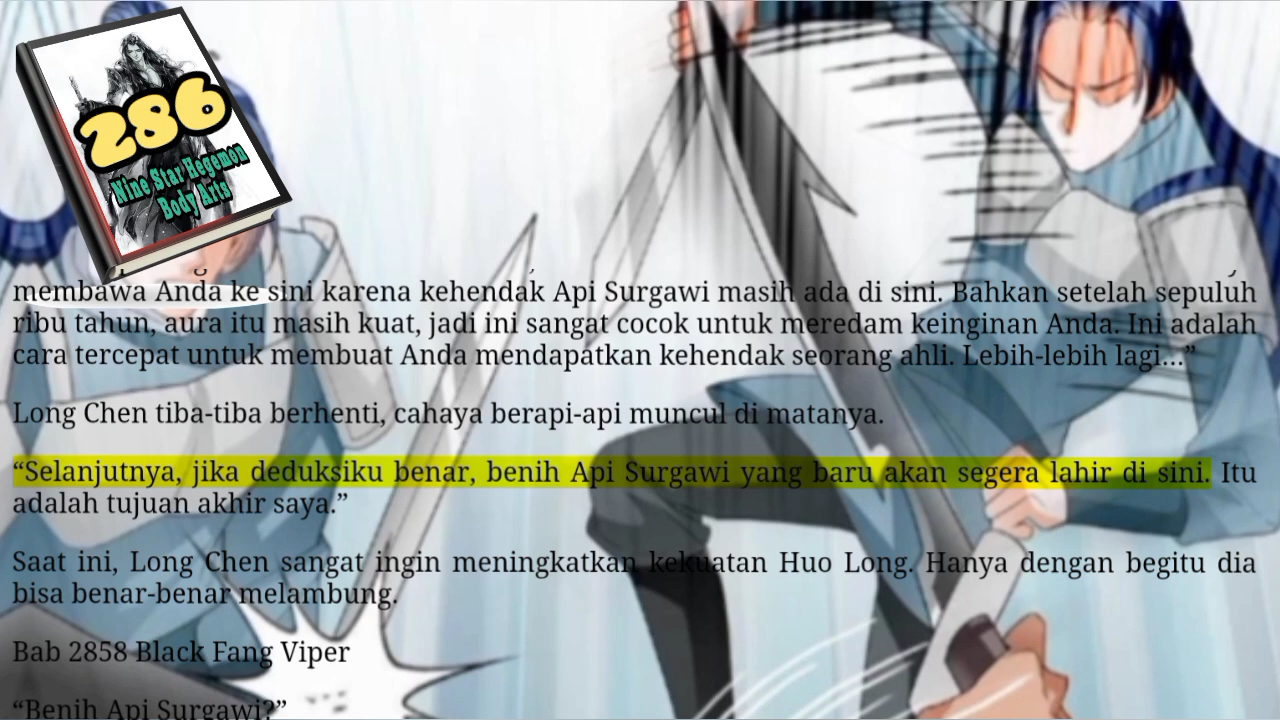 286
Nine Star Hegemon
Body Arts
membawa Anda ke sini karena kehendak Api Surgawi masih ada di sini. Bahkan setelah sepuluh
ribu tahun, aura itu masih kuat, jadi ini sangat cocok untuk meredam keinginan Anda. Ini adalah
cara tercepat untuk membuat Anda mendapatkan kehendak seorang ahli. Lebih-lebih lagi...”
Long Chen tiba-tiba berhenti, cahaya berapi-api muncul di matanya.
“Selanjutnya, jika deduksiku benar, benih Api Surgawi yang baru akan segera lahir di sini. Itu
adalah tujuan akhir saya.”
Saat ini, Long Chen sangat ingin meningkatkan kekuatan Huo Long. Hanya dengan begitu dia
bisa benar-benar melambung.
Bab 2858 Black Fang Viper
“Benih Api Surgawi?”